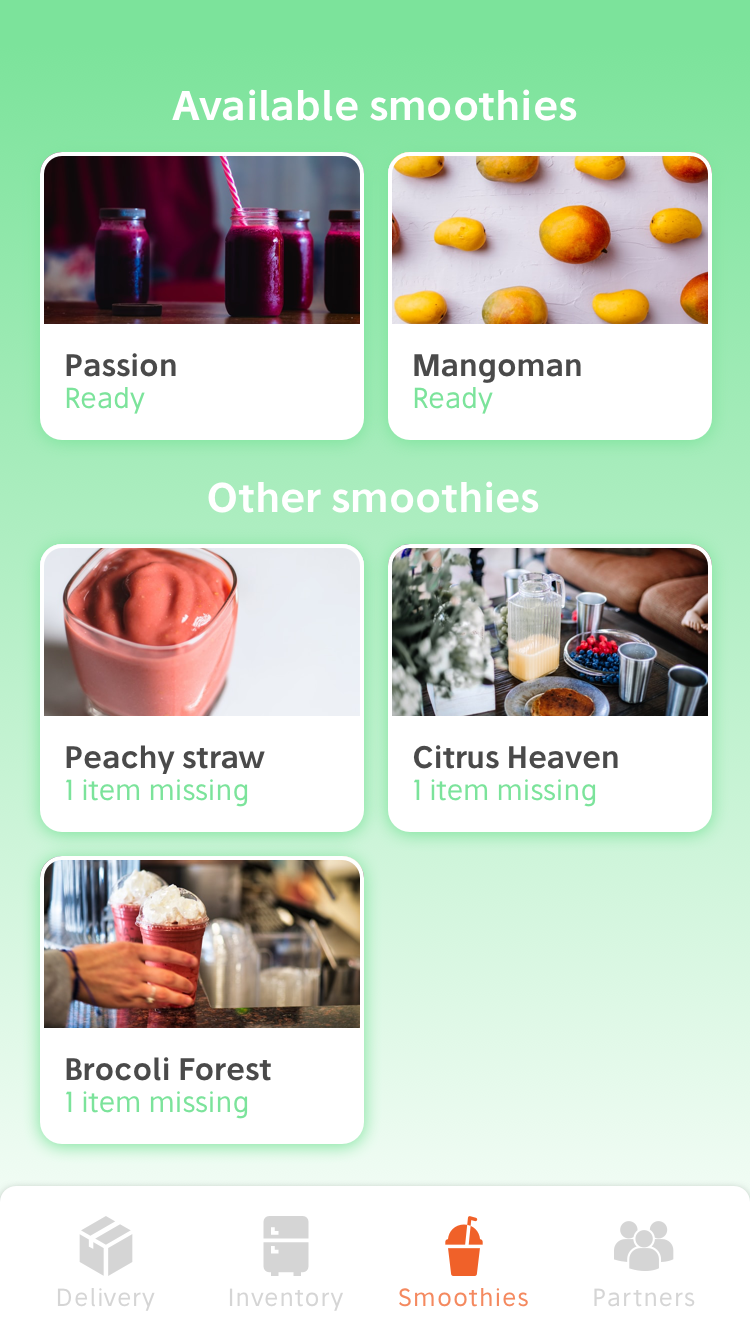 Available smoothies
Passion
Ready
Mangoman
Ready
Other smoothies
Peachy straw
1 item missing
Citrus Heaven
1 item missing
Brocoli Forest
1 item missing
Delivery
Inventory
Smoothies
Partners